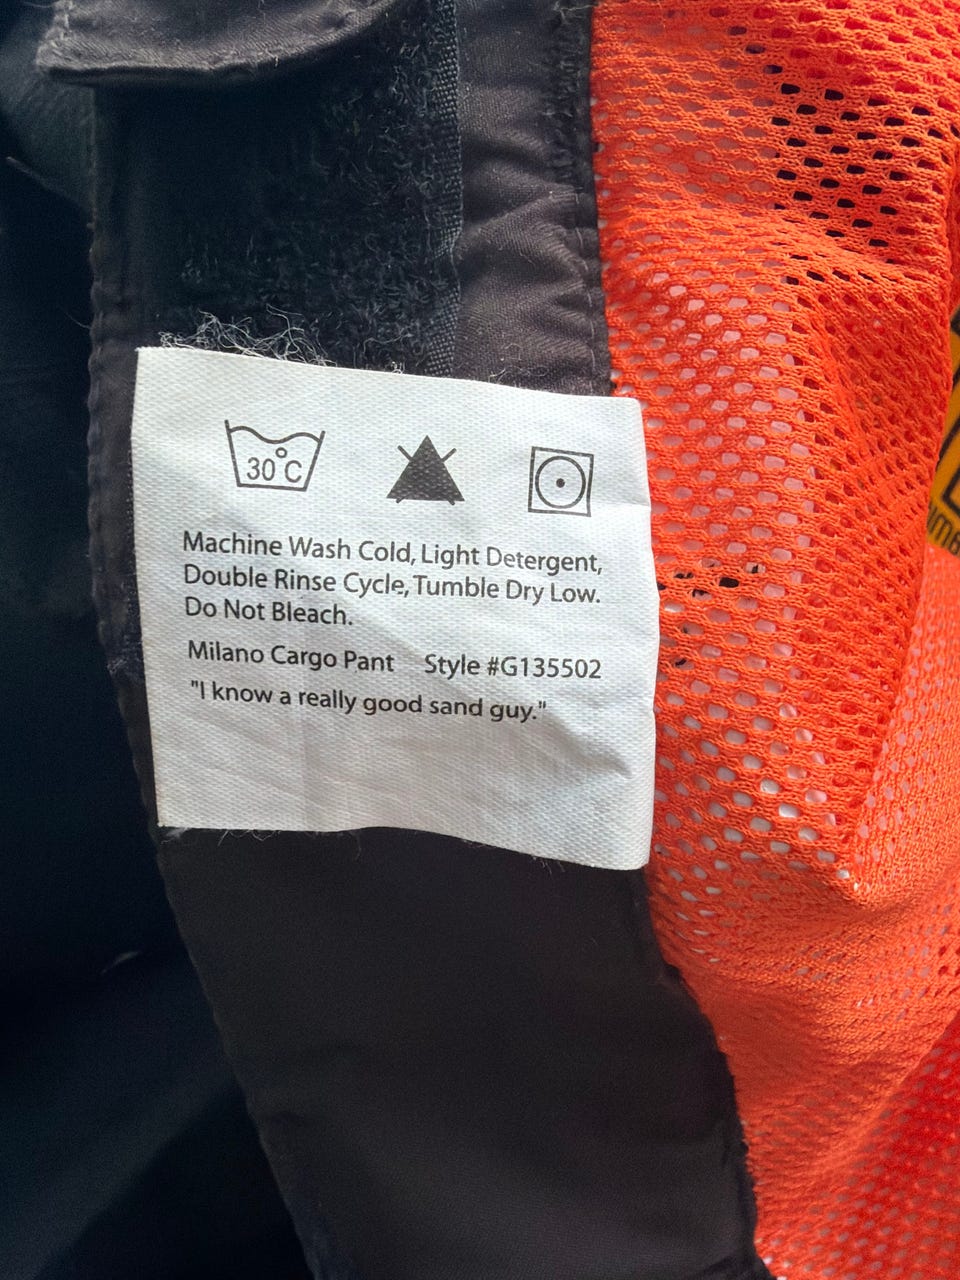 30°C
Machine Wash Cold, Light Detergent,
Double Rinse Cycle, Tumble Dry Low.
Do Not Bleach.
Milano Cargo Pant Style #G135502
"I know a really good sand guy."